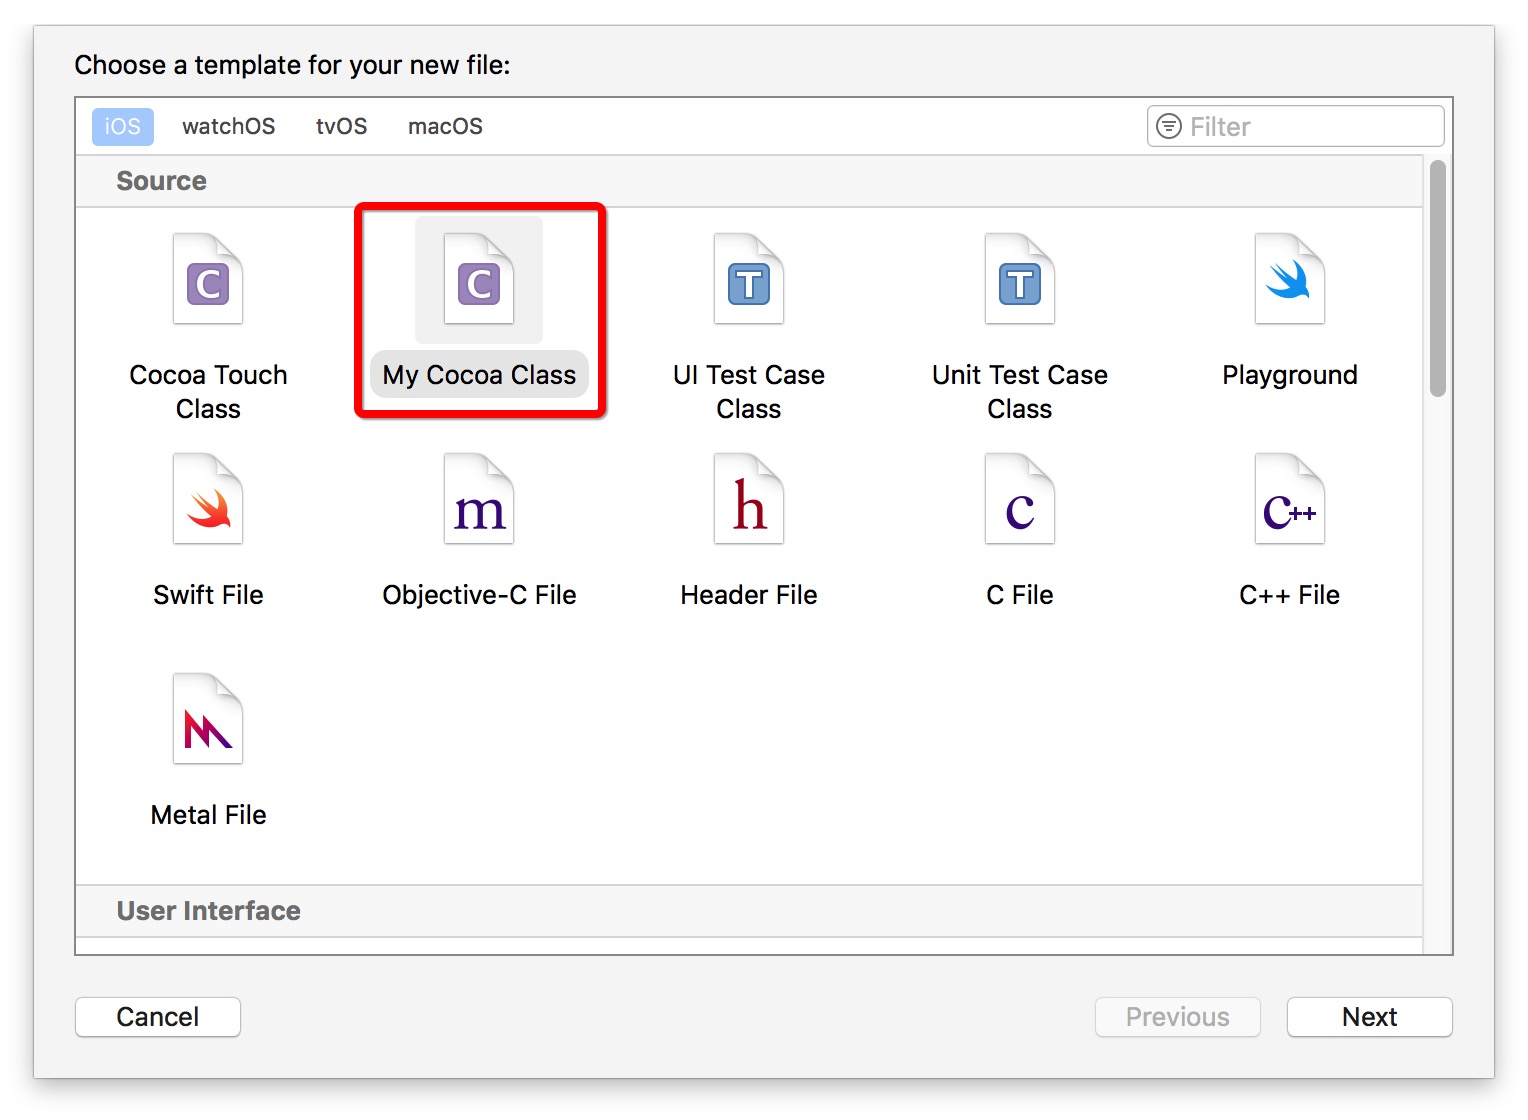 Choose a template for your new file:
iOS watchOS tvOS macOS Filter
Source
C C T T
Cocoa Touch Class
My Cocoa Class
UI Test Case Class
Unit Test Case Class
Playground
m h c C++
Swift File
Objective-C File
Header File
C File
C++ File
Metal File
User Interface
Cancel Previous Next